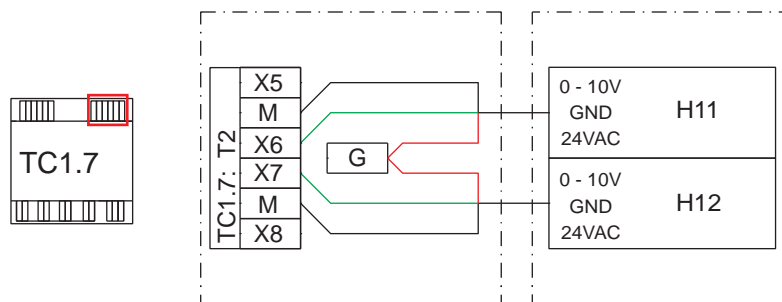 TC1.7
TC1.7: T2
X5
M
X6
X7
M
X8
G
0 - 10V
GND
24VAC
H11
0 - 10V
GND
24VAC
H12